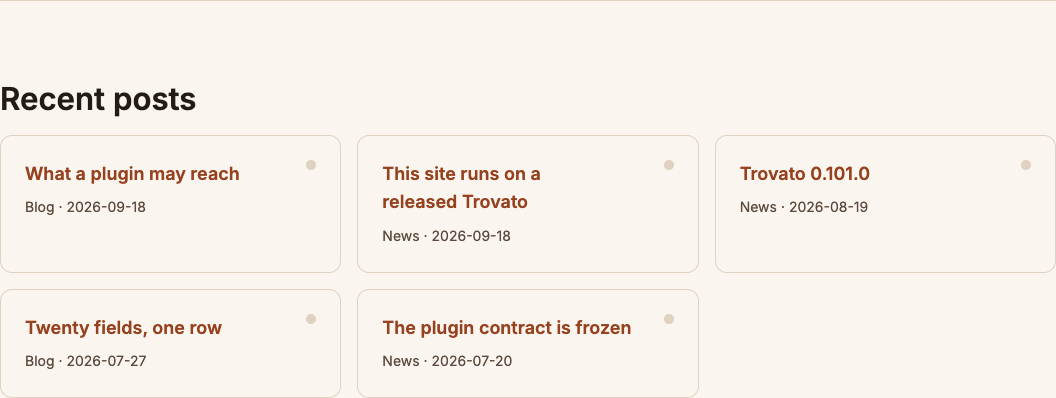 Recent posts
What a plugin may reach
Blog · 2026-09-18
This site runs on a
released Trovato
News · 2026-09-18
Trovato 0.101.0
News · 2026-08-19
Twenty fields, one row
Blog · 2026-07-27
The plugin contract is frozen
News · 2026-07-20